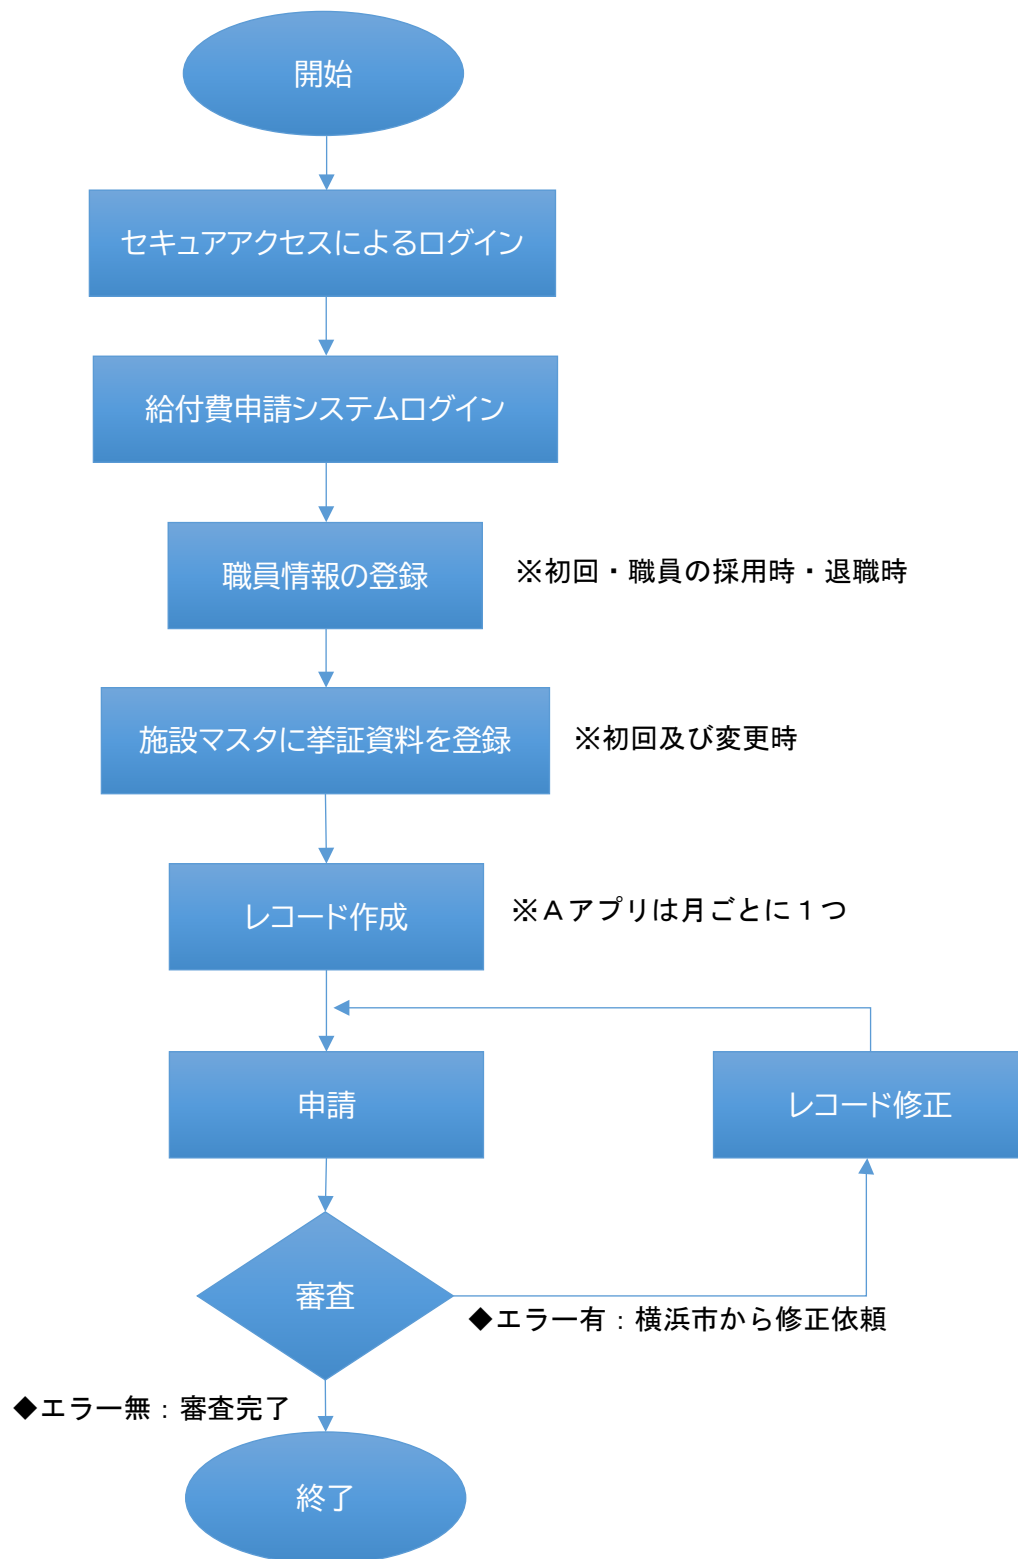 開始
セキュアアクセスによるログイン
給付費申請システムログイン
職員情報の登録
※初回・職員の採用時・退職時
施設マスタに挙証資料を登録
※初回及び変更時
レコード作成
※Ａアプリは月ごとに１つ
申請
レコード修正
審査
◆エラー有：横浜市から修正依頼
◆エラー無：審査完了
終了